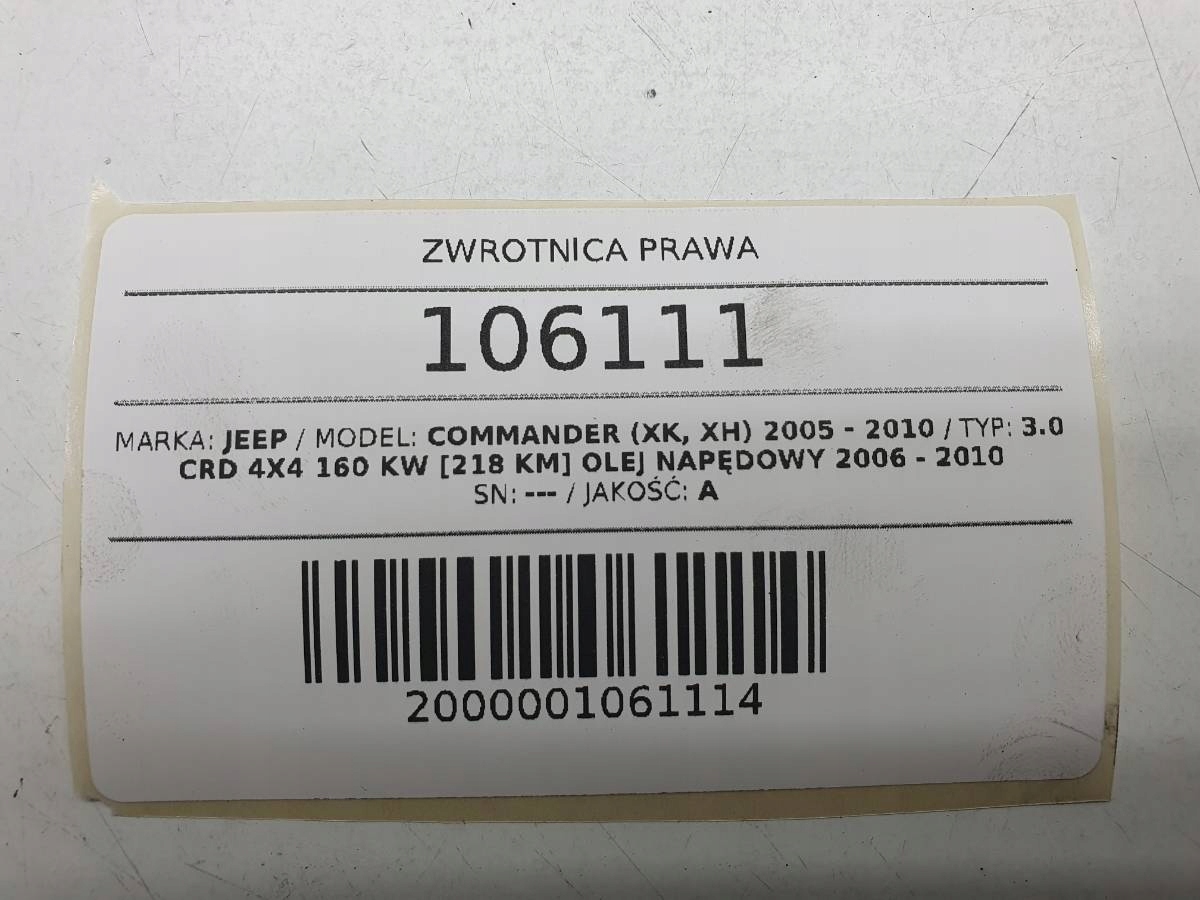 ZWROTNICA PRAWA
106111
MARKA: JEEP / MODEL: COMMANDER (XK, XH) 2005 - 2010 / TYP: 3.0
CRD 4X4 160 KW [218 KM] OLEJ NAPĘDOWY 2006 - 2010
SN: --- / JAKOŚĆ: A
2000001061114